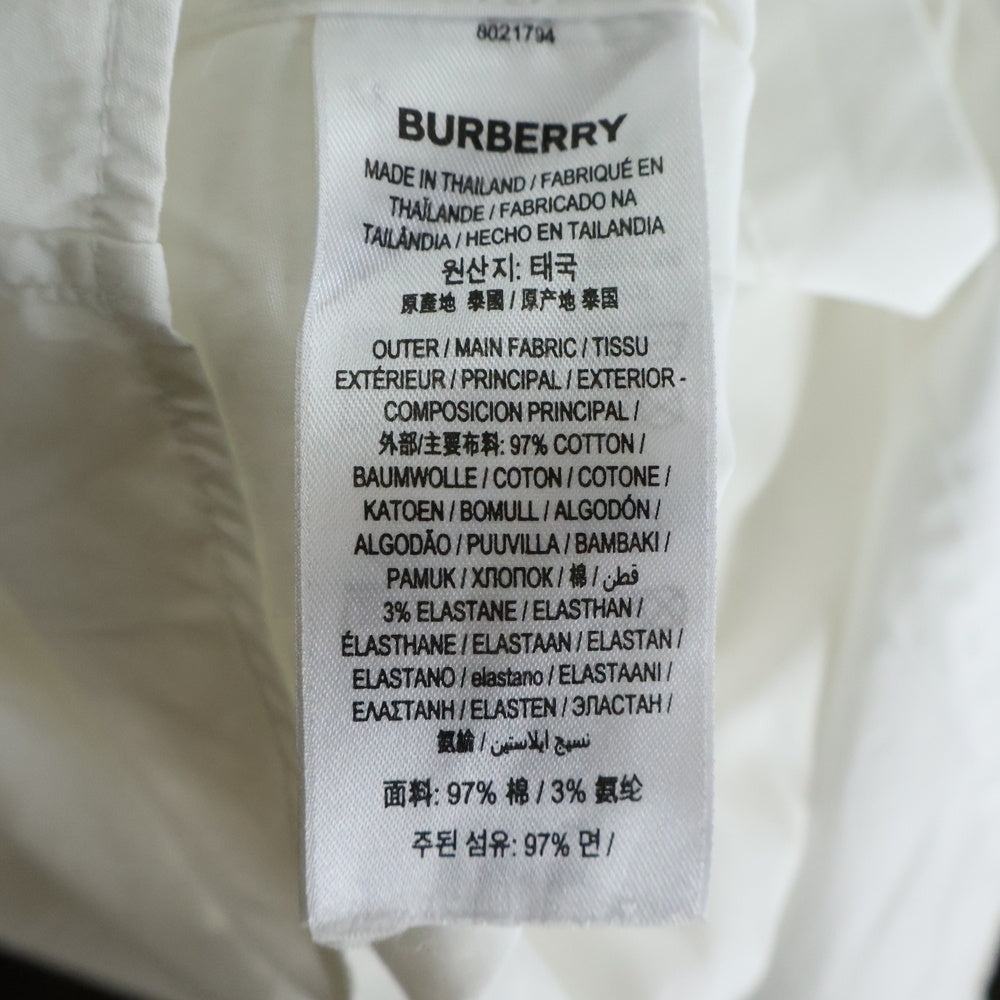 8021794
BURBERRY
MADE IN THAILAND / FABRIQUÉ EN
THAÏLANDE / FABRICADO NA
TAILÂNDIA / HECHO EN TAILANDIA
원산지: 태국
原產地 泰國 / 原产地 泰国
OUTER / MAIN FABRIC / TISSU
EXTÉRIEUR / PRINCIPAL / EXTERIOR -
COMPOSICION PRINCIPAL /
外部/主要布料: 97% COTTON /
BAUMWOLLE / COTON / COTONE /
KATOEN / BOMULL / ALGODÓN /
ALGODÃO / PUUVILLA / BAMBAKI /
PAMUK / ХЛОПОК / 棉 / قطن
3% ELASTANE / ELASTHAN /
ÉLASTHANE / ELASTAAN / ELASTAN /
ELASTANO / elastano / ELASTAANI /
ΕΛΑΣΤΑΝΗ / ELASTEN / ЭЛАСТАН /
氨綸 / نسيج ايلاستين
面料: 97% 棉 / 3% 氨纶
주된 섬유: 97% 면 /